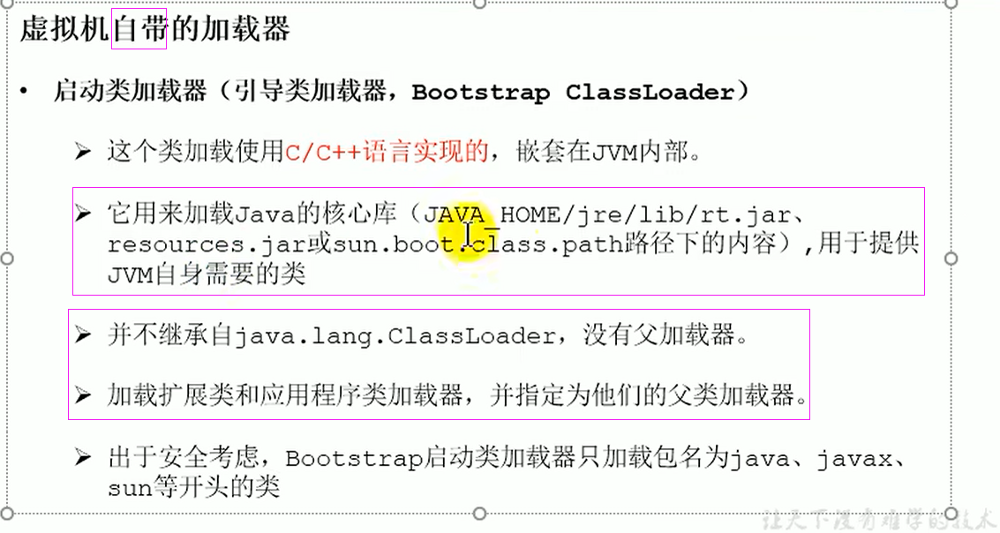 虚拟机自带的加载器
• 启动类加载器（引导类加载器，Bootstrap ClassLoader）
➢ 这个类加载使用C/C++语言实现的，嵌套在JVM内部。
➢ 它用来加载Java的核心库（JAVA_HOME/jre/lib/rt.jar、
resources.jar或sun.boot.class.path路径下的内容）,用于提供
JVM自身需要的类
➢ 并不继承自java.lang.ClassLoader，没有父加载器。
➢ 加载扩展类和应用程序类加载器，并指定为他们的父类加载器。
➢ 出于安全考虑，Bootstrap启动类加载器只加载包名为java、javax、
sun等开头的类
让天下没有难学的技术